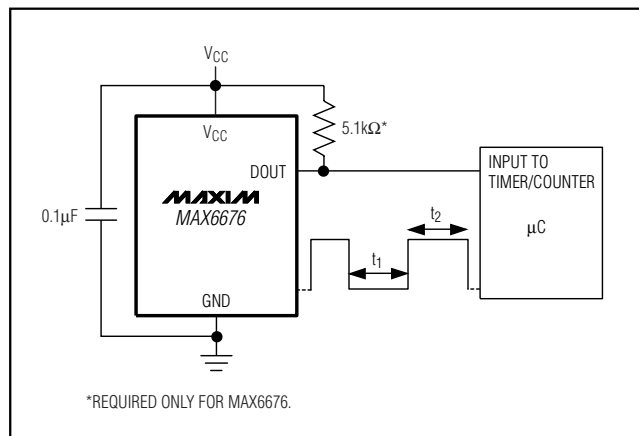 VCC
VCC
5.1kΩ*
DOUT
INPUT TO
TIMER/COUNTER
µC
MAXIM
MAX6676
0.1µF
t2
t1
GND
*REQUIRED ONLY FOR MAX6676.